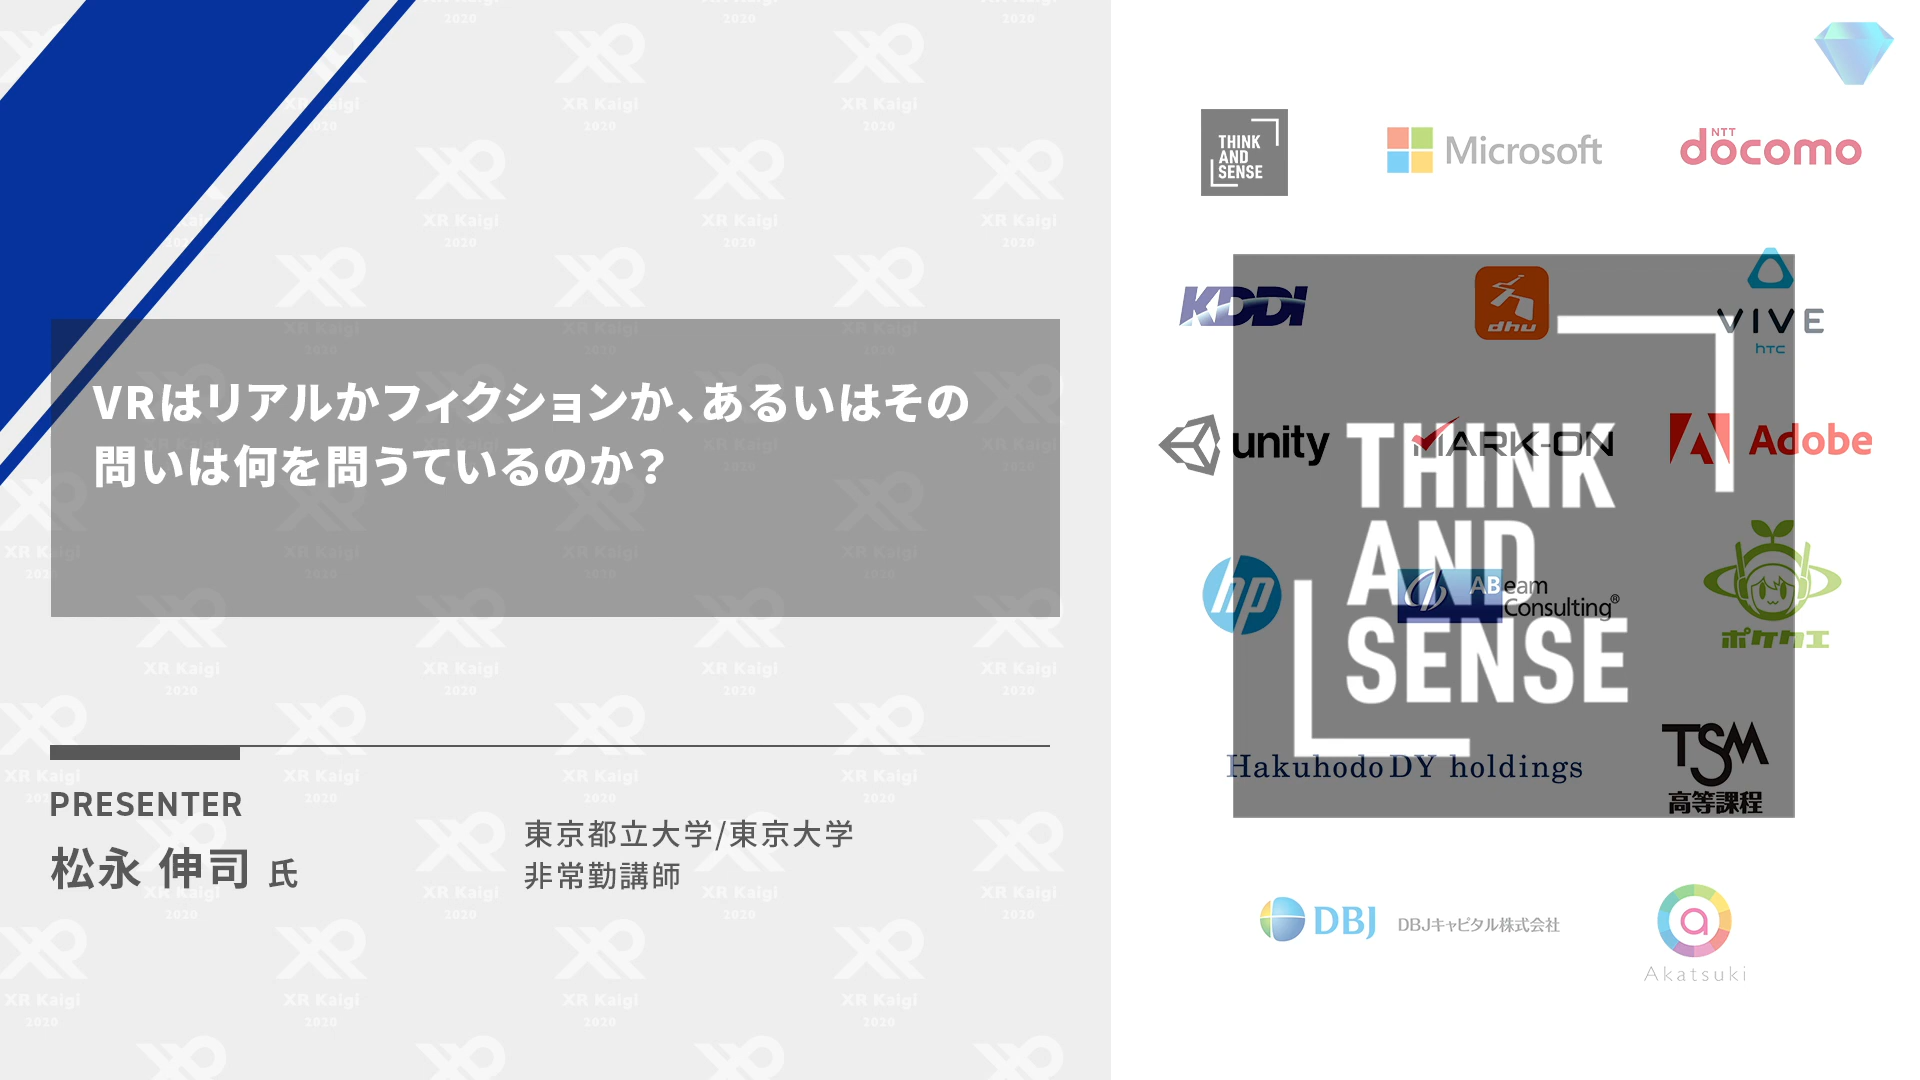 VRはリアルかフィクションか、あるいはその
問いは何を問うているのか？
PRESENTER
松永 伸司 氏
東京都立大学/東京大学
非常勤講師
THINK
AND
SENSE
Microsoft
NTT
docomo
KDDI
dhu
VIVE
htc
unity
MARK-ON
Adobe
THINK
AND
SENSE
hp
ABeam
Consulting®
ポケクエ
Hakuhodo DY holdings
TSM
高等課程
DBJ DBJキャピタル株式会社
a
Akatsuki
XR Kaigi
2020